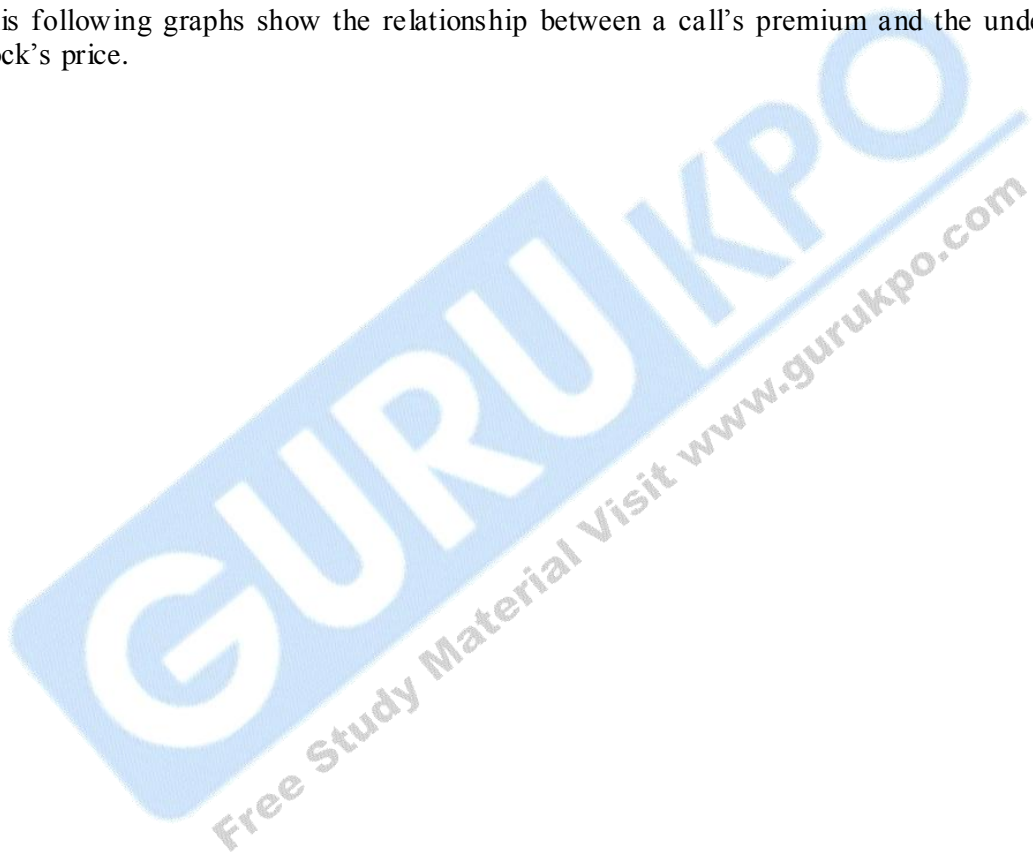 is following graphs show the relationship between a call's premium and the unde
ck's price.
GURUKPO
Free Study Material Visit www.gurukpo.com